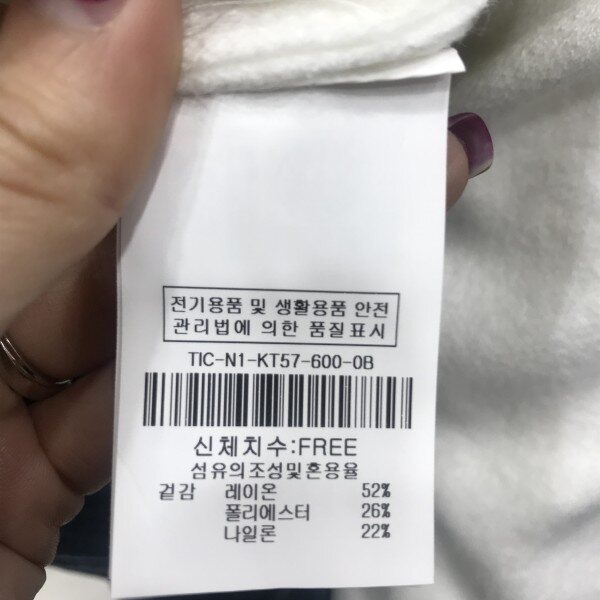 전기용품 및 생활용품 안전
관리법에 의한 품질표시
TIC-N1-KT57-600-0B
신체치수:FREE
섬유의조성및혼용율
겉감 레이온 52%
폴리에스터 26%
나일론 22%